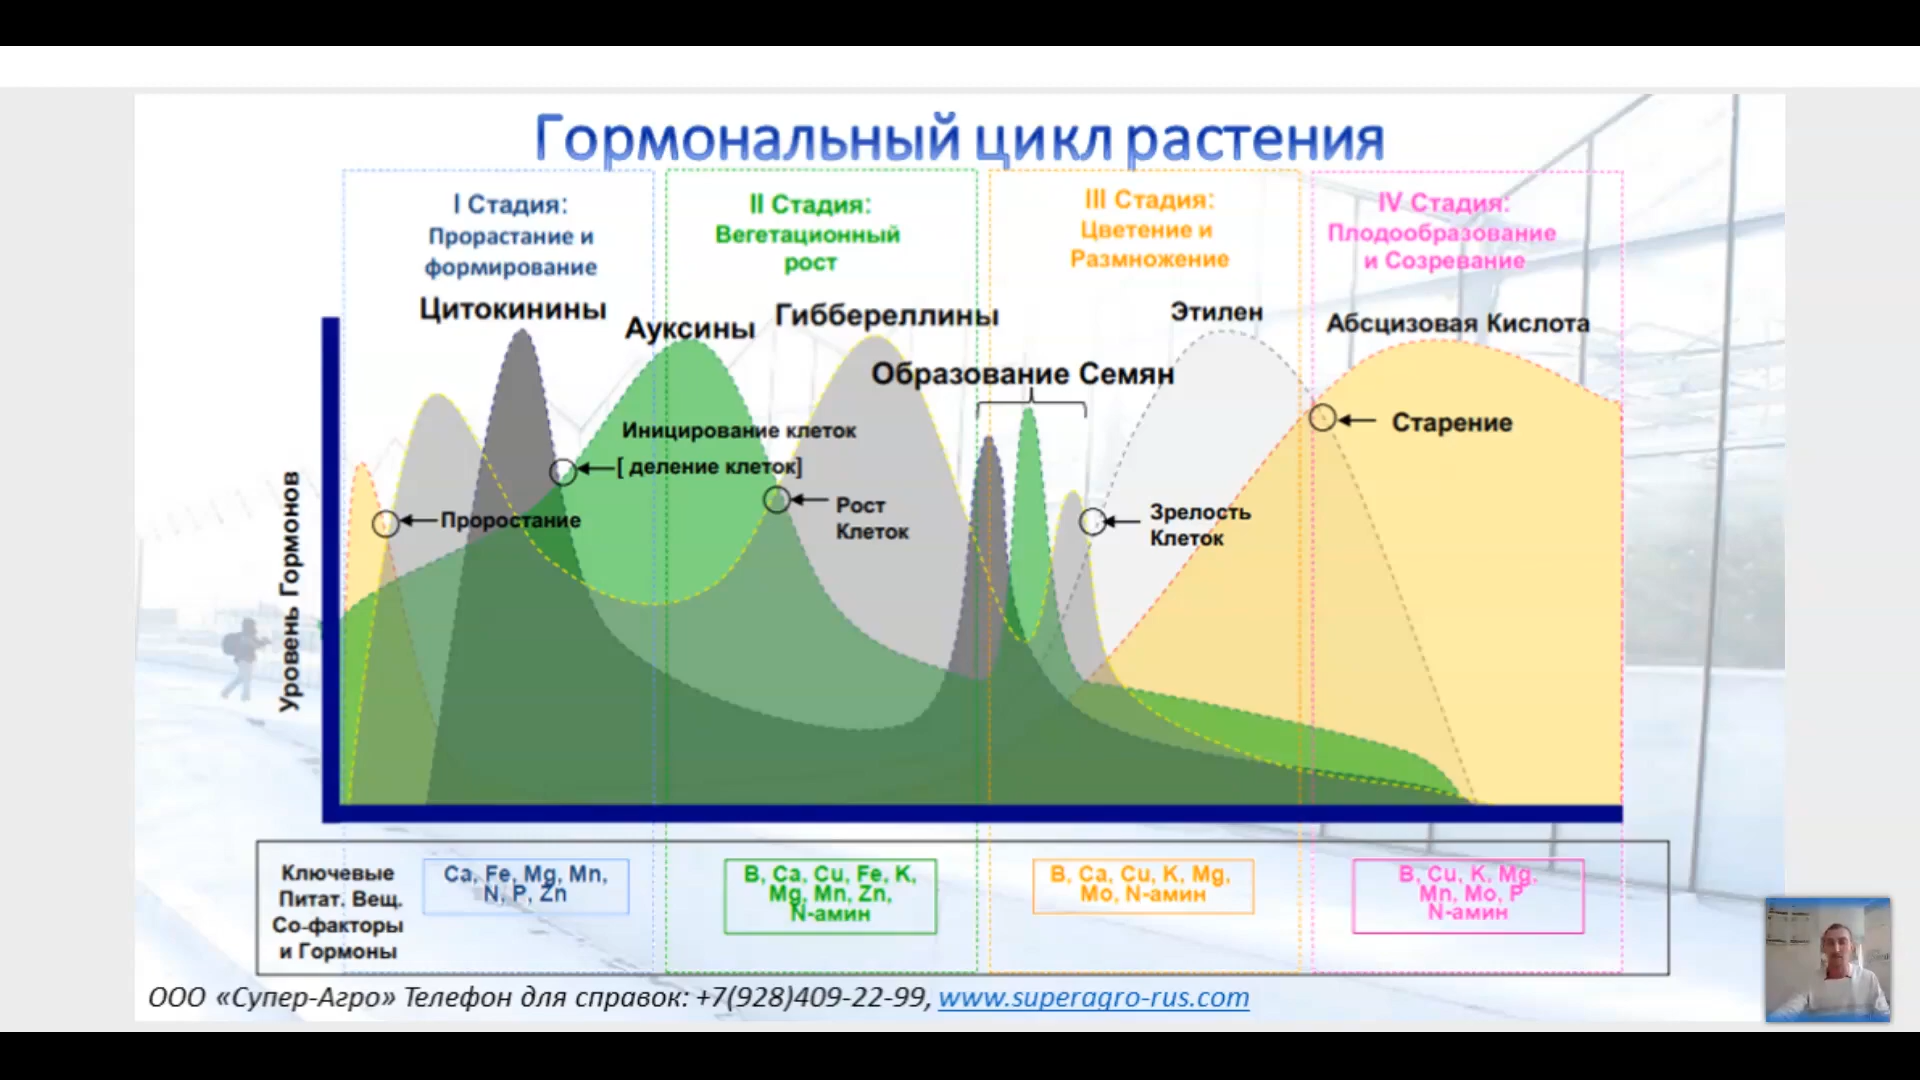 Гормональный цикл растения
I Стадия:
Прорастание и
формирование
II Стадия:
Вегетационный
рост
III Стадия:
Цветение и
Размножение
IV Стадия:
Плодообразование
и Созревание
Цитокинины
Ауксины
Гиббереллины
Этилен
Абсцизовая Кислота
Образование Семян
Инициирование клеток
[ деление клеток]
Проростание
Рост
Клеток
Зрелость
Клеток
Старение
Уровень Гормонов
Ключевые
Питат. Вещ.
Со-факторы
и Гормоны
Ca, Fe, Mg, Mn,
N, P, Zn
B, Ca, Cu, Fe, K,
Mg, Mn, Zn,
N-амин
B, Ca, Cu, K, Mg,
Mo, N-амин
B, Cu, K, Mg,
Mn, Mo, P
N-амин
ООО «Супер-Агро» Телефон для справок: +7(928)409-22-99, www.superagro-rus.com